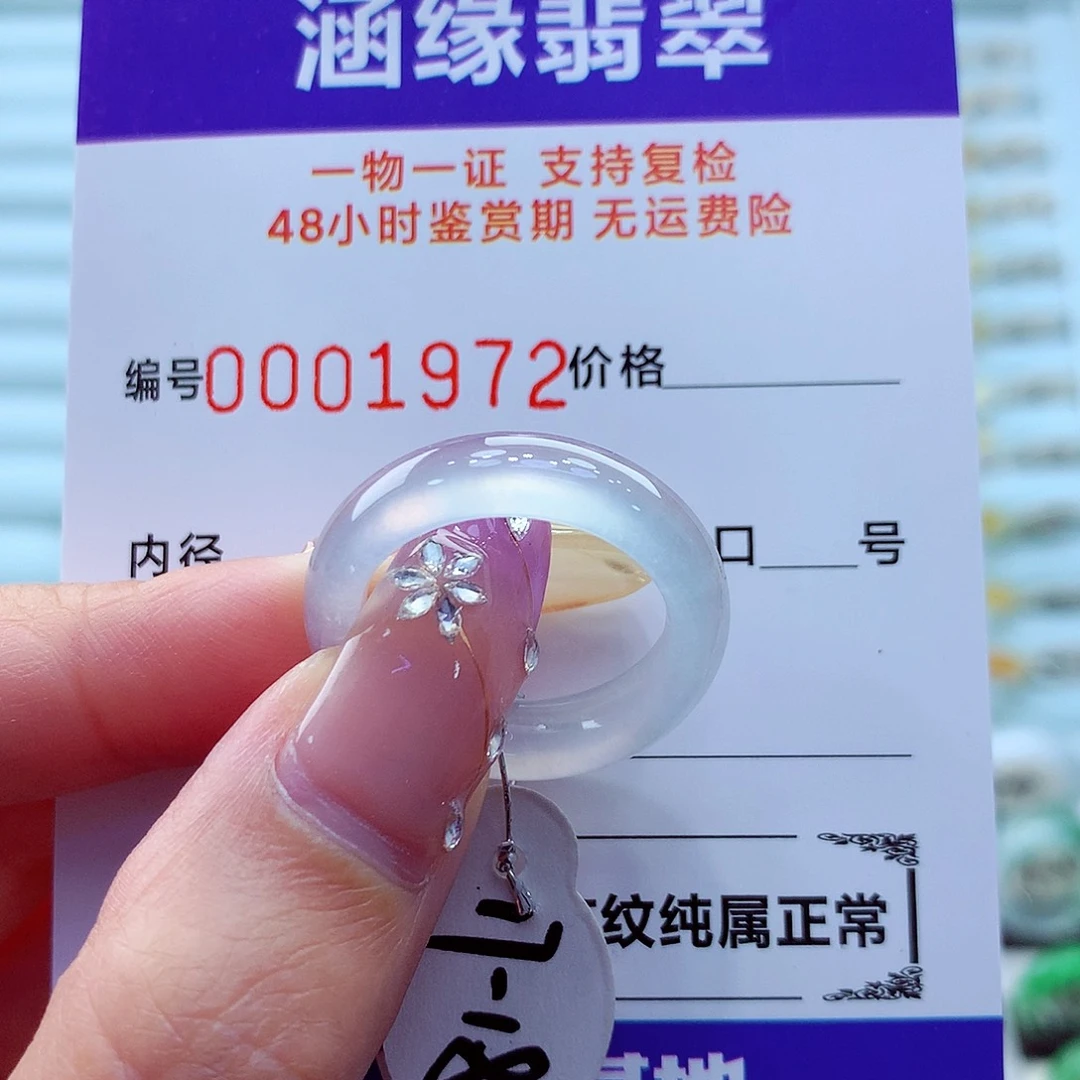 涵缘翡翠
一物一证 支持复检
48小时鉴赏期 无运费险
编号0001972价格
内径 口 号
纹纯属正常
基地